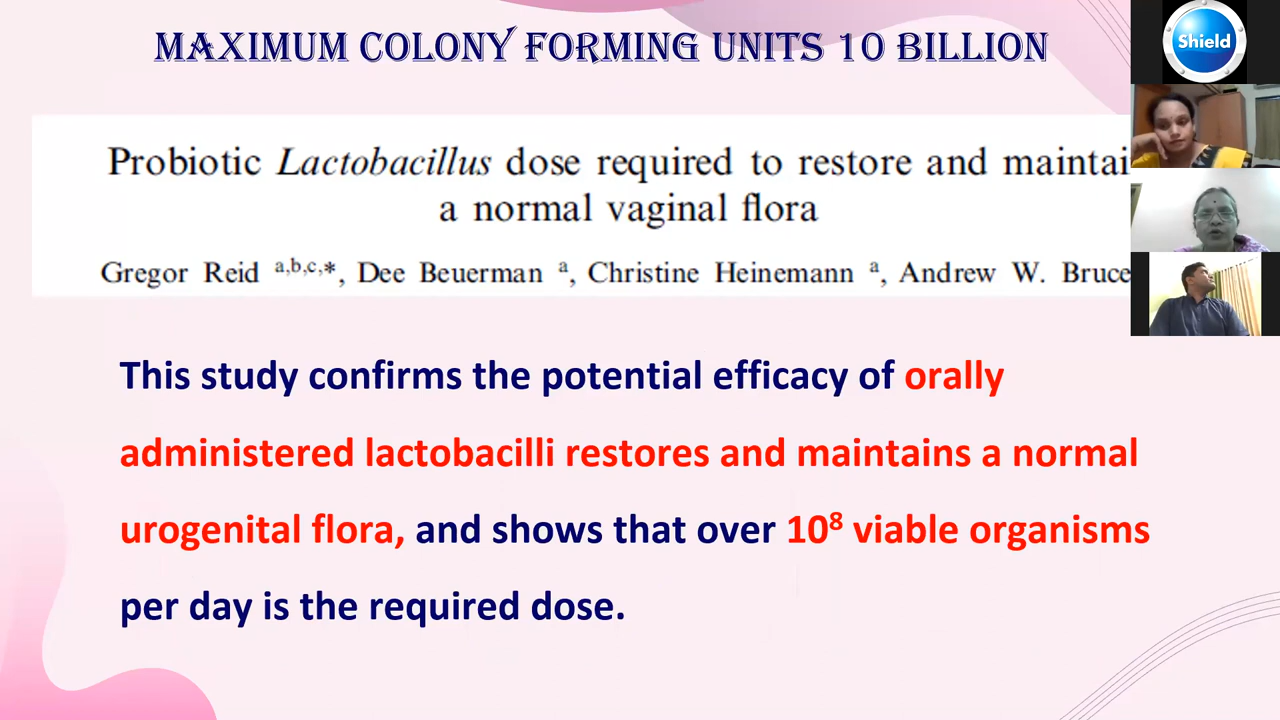 MAXIMUM COLONY FORMING UNITS 10 BILLION
Shield
Probiotic Lactobacillus dose required to restore and maintai
a normal vaginal flora
Gregor Reid a,b,c,*, Dee Beuerman a, Christine Heinemann a, Andrew W. Bruce
This study confirms the potential efficacy of orally
administered lactobacilli restores and maintains a normal
urogenital flora, and shows that over 10⁸ viable organisms
per day is the required dose.